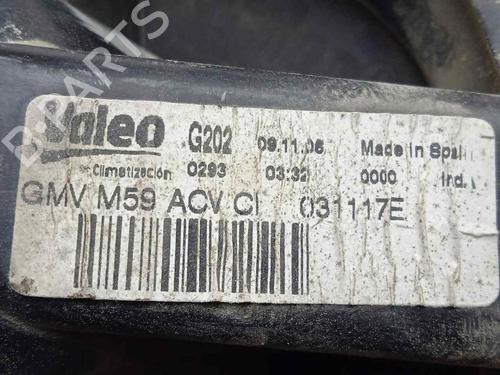 B-PARTS
Valeo G202 09.11.06 Made in Spain
Climatización 0293 03:32 0000 Ind.
GMV M59 ACV CI 031117E